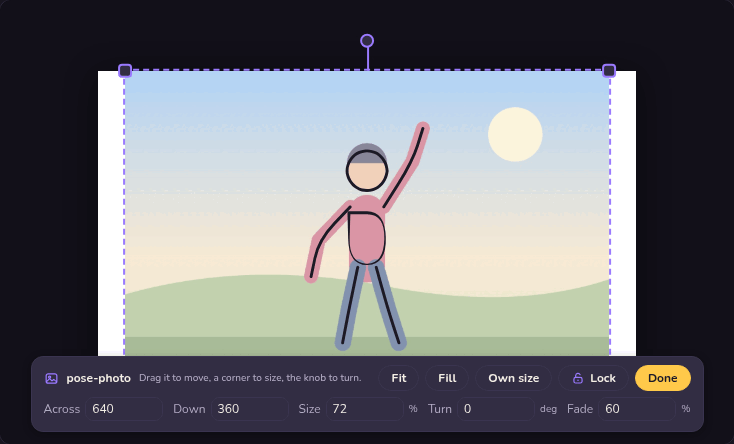 pose-photo Drag it to move, a corner to size, the knob to turn. Fit Fill Own size Lock Done
Across 640 Down 360 Size 72 % Turn 0 deg Fade 60 %